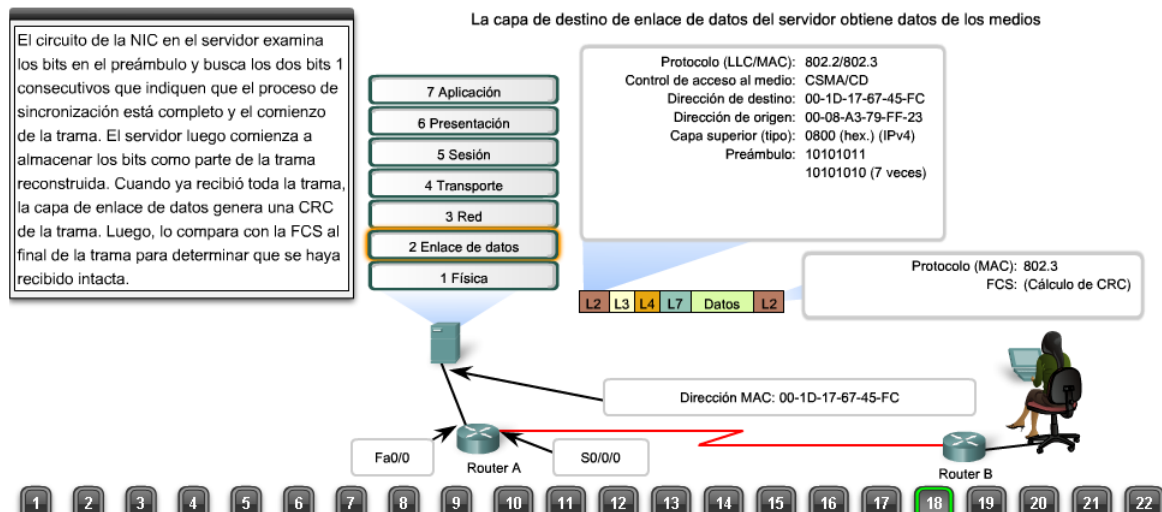 La capa de destino de enlace de datos del servidor obtiene datos de los medios
El circuito de la NIC en el servidor examina
los bits en el preámbulo y busca los dos bits 1
consecutivos que indiquen que el proceso de
sincronización está completo y el comienzo
de la trama. El servidor luego comienza a
almacenar los bits como parte de la trama
reconstruida. Cuando ya recibió toda la trama,
la capa de enlace de datos genera una CRC
de la trama. Luego, lo compara con la FCS al
final de la trama para determinar que se haya
recibido intacta.
7 Aplicación
6 Presentación
5 Sesión
4 Transporte
3 Red
2 Enlace de datos
1 Física
Protocolo (LLC/MAC): 802.2/802.3
Control de acceso al medio: CSMA/CD
Dirección de destino: 00-1D-17-67-45-FC
Dirección de origen: 00-08-A3-79-FF-23
Capa superior (tipo): 0800 (hex.) (IPv4)
Preámbulo: 10101011
10101010 (7 veces)
Protocolo (MAC): 802.3
FCS: (Cálculo de CRC)
L2 L3 L4 L7 Datos L2
Dirección MAC: 00-1D-17-67-45-FC
Fa0/0
S0/0/0
Router A
Router B
1 2 3 4 5 6 7 8 9 10 11 12 13 14 15 16 17 18 19 20 21 22